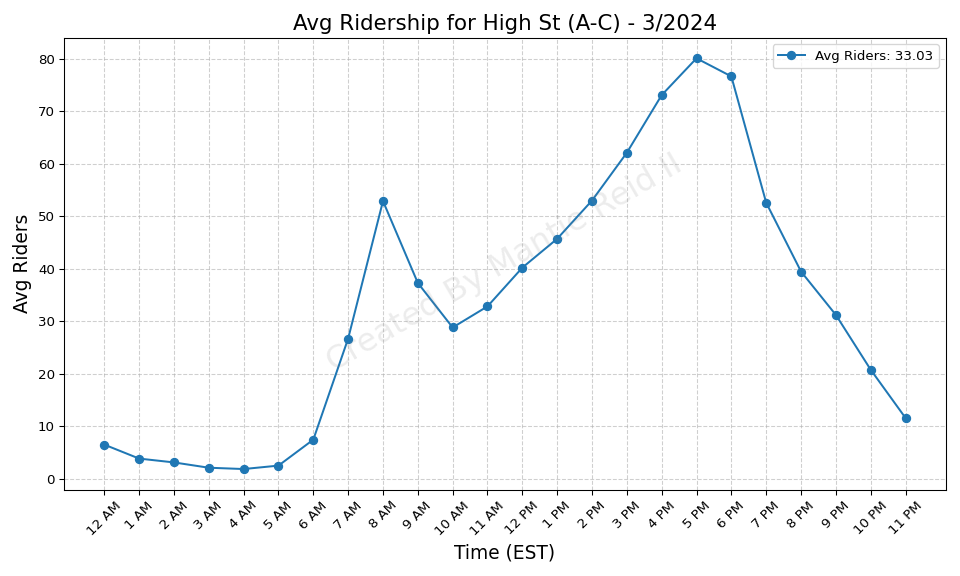 Avg Ridership for High St (A-C) - 3/2024
Avg Riders: 33.03
Avg Riders
80
70
60
50
40
30
20
10
0
Created By Mantic Reid II
12 AM
1 AM
2 AM
3 AM
4 AM
5 AM
6 AM
7 AM
8 AM
9 AM
10 AM
11 AM
12 PM
1 PM
2 PM
3 PM
4 PM
5 PM
6 PM
7 PM
8 PM
9 PM
10 PM
11 PM
Time (EST)